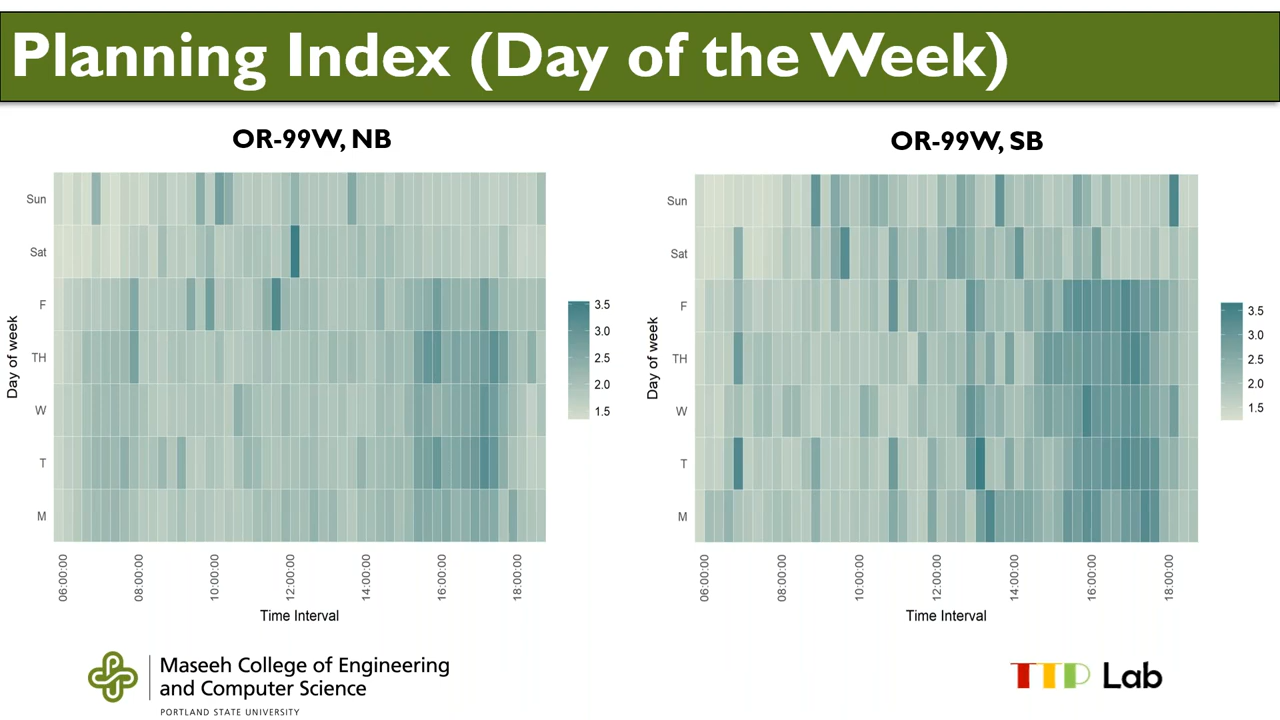 Planning Index (Day of the Week)
OR-99W, NB
Sun
Sat
F
TH
W
T
M
Day of week
06:00:00
08:00:00
10:00:00
12:00:00
14:00:00
16:00:00
18:00:00
Time Interval
3.5
3.0
2.5
2.0
1.5
OR-99W, SB
Sun
Sat
F
TH
W
T
M
Day of week
06:00:00
08:00:00
10:00:00
12:00:00
14:00:00
16:00:00
18:00:00
Time Interval
3.5
3.0
2.5
2.0
1.5
Maseeh College of Engineering
and Computer Science
PORTLAND STATE UNIVERSITY
TTP Lab